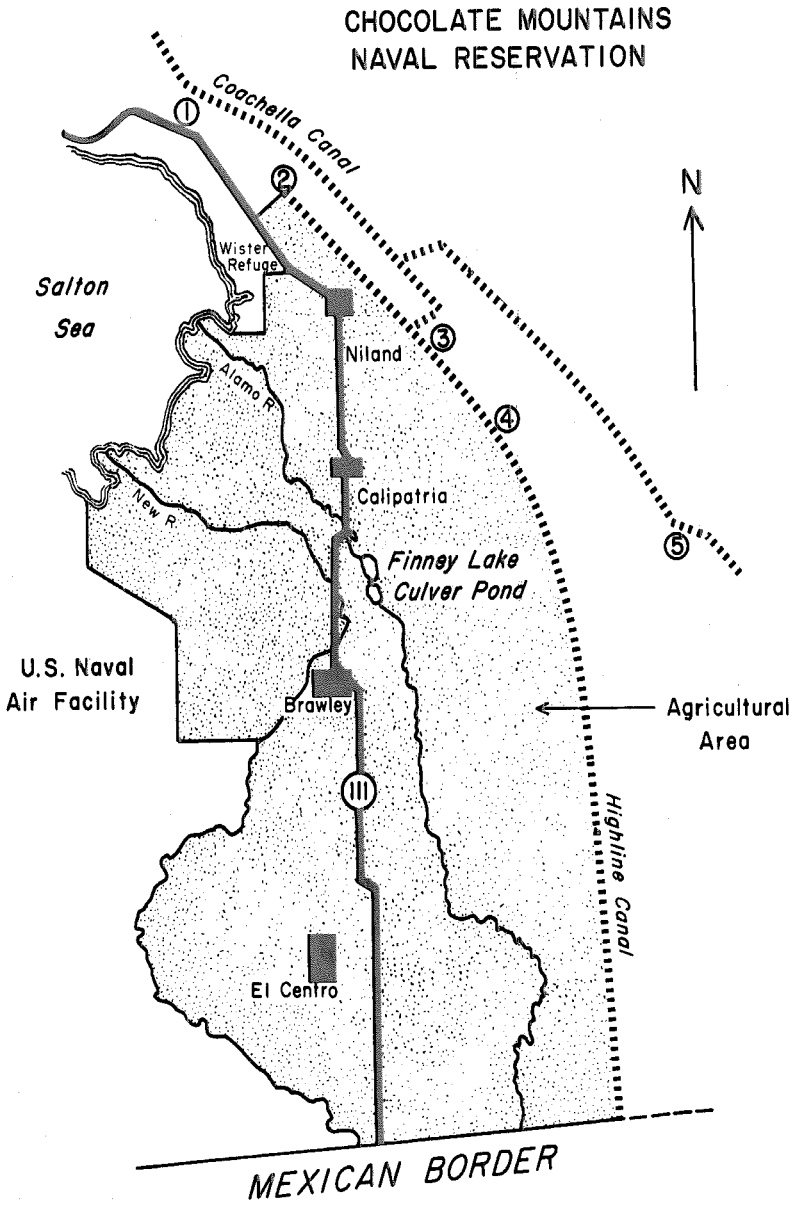 CHOCOLATE MOUNTAINS
NAVAL RESERVATION
Coachella Canal
1
2
N
Wister
Refuge
Salton
Sea
3
Niland
Alamo R
4
Calipatria
New R
5
Finney Lake
Culver Pond
U.S. Naval
Air Facility
Brawley
Agricultural
Area
111
Highline Canal
El Centro
MEXICAN BORDER